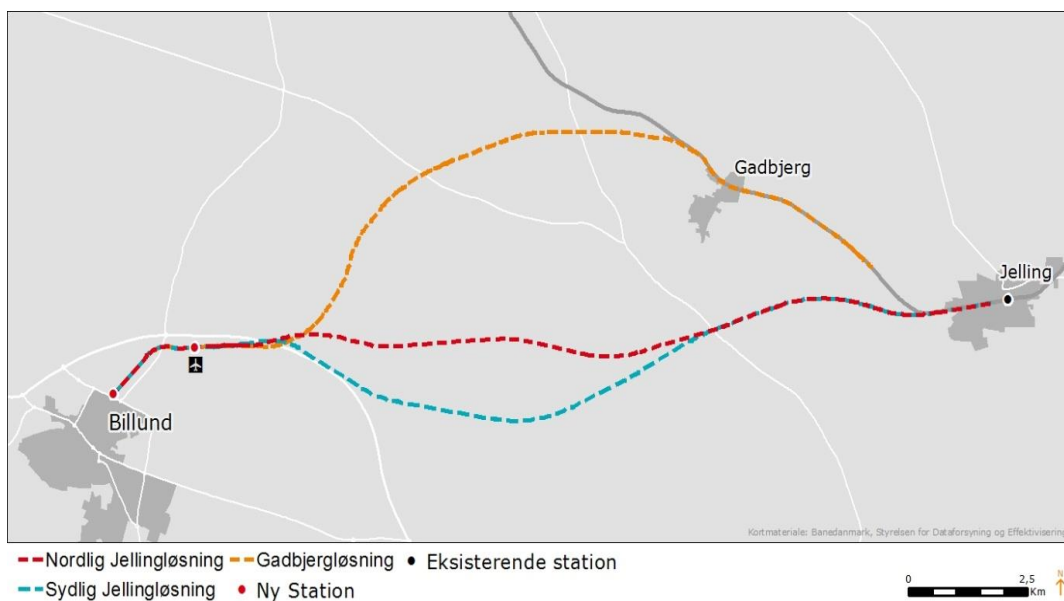 Gadbjerg
Jelling
Billund
Kortmateriale: Banedanmark, Styrelsen for Dataforsyning og Effektivisering
Nordlig Jellingløsning
Gadbjergløsning
Eksisterende station
Sydlig Jellingløsning
Ny Station
0
2,5
Km
N